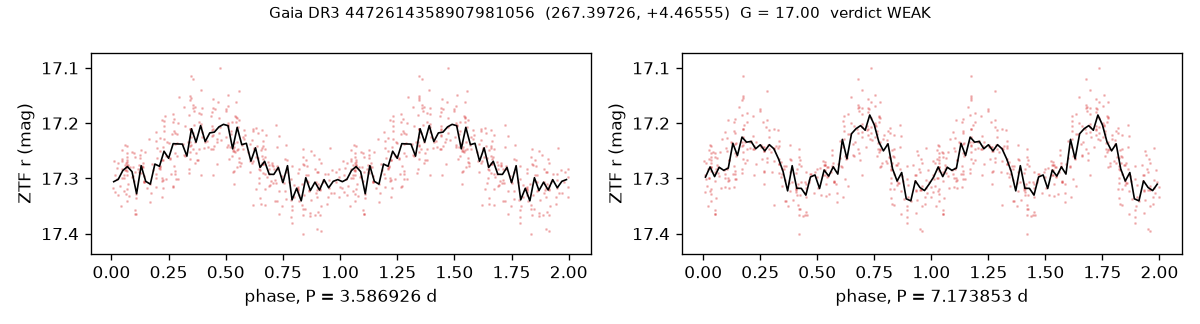 Gaia DR3 4472614358907981056 (267.39726, +4.46555) G = 17.00 verdict WEAK
ZTF r (mag)
17.1
17.2
17.3
17.4
0.00 0.25 0.50 0.75 1.00 1.25 1.50 1.75 2.00
phase, P = 3.586926 d
ZTF r (mag)
17.1
17.2
17.3
17.4
0.00 0.25 0.50 0.75 1.00 1.25 1.50 1.75 2.00
phase, P = 7.173853 d